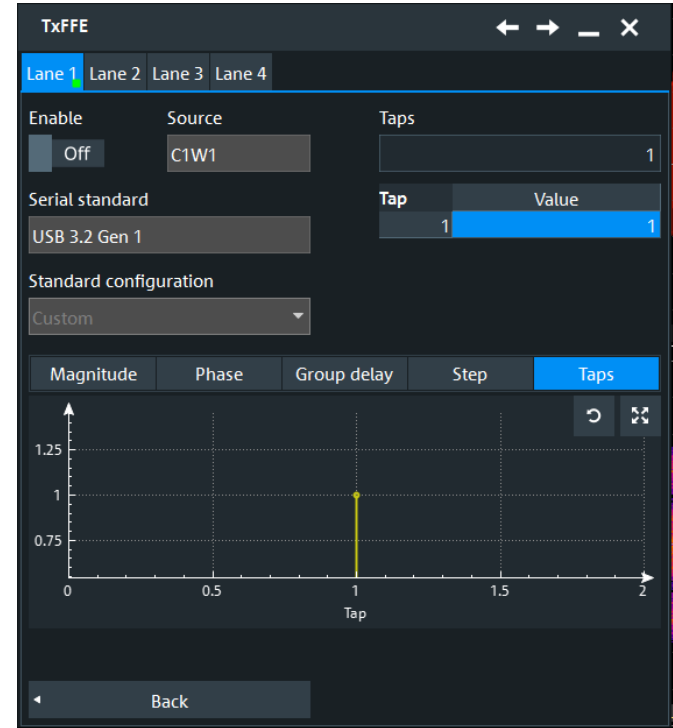 TxFFE
Lane 1 Lane 2 Lane 3 Lane 4
Enable Source Taps
Off C1W1 1
Serial standard Tap Value
USB 3.2 Gen 1 1 1
Standard configuration
Custom
Magnitude Phase Group delay Step Taps
1.25
1
0.75
0 0.5 1 1.5 2
Tap
Back